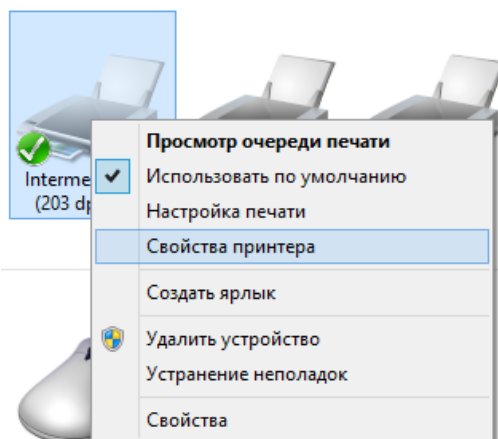 Просмотр очереди печати
Использовать по умолчанию
Настройка печати
Свойства принтера
Создать ярлык
Удалить устройство
Устранение неполадок
Свойства
Interme
(203 d